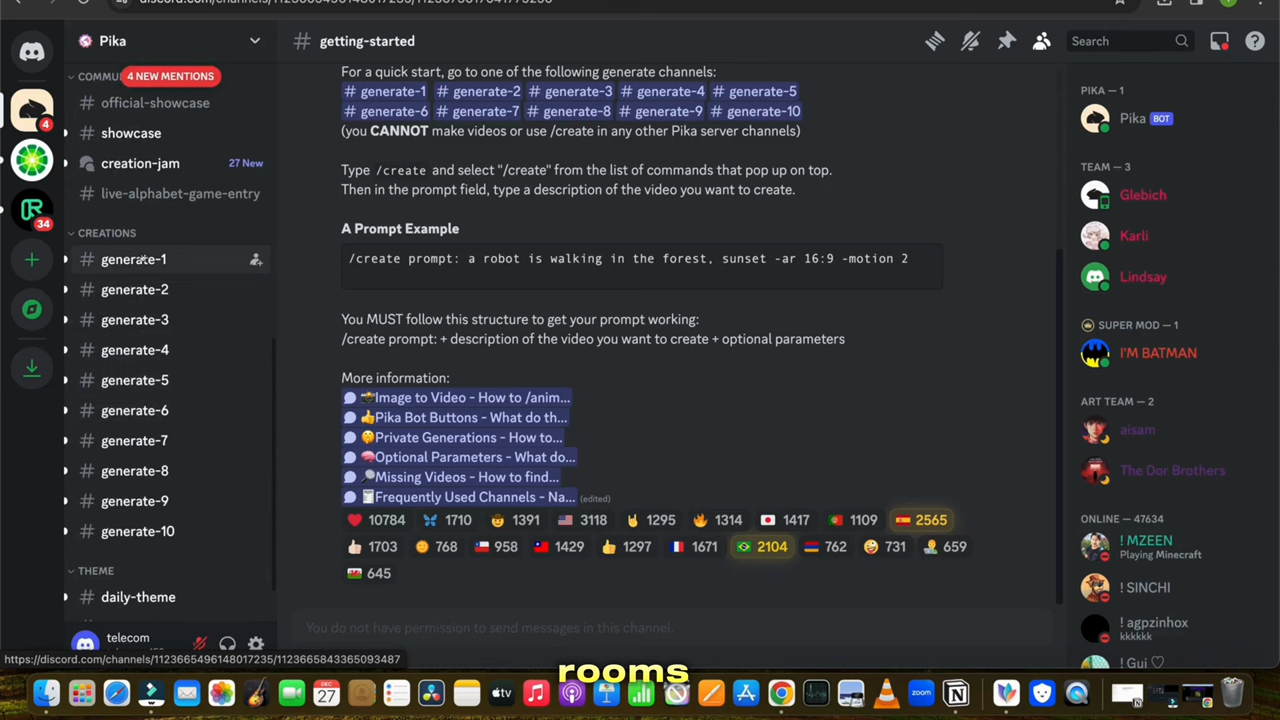 Pika
COMMU
4 NEW MENTIONS
official-showcase
showcase
creation-jam
27 New
live-alphabet-game-entry
CREATIONS
generate-1
generate-2
generate-3
generate-4
generate-5
generate-6
generate-7
generate-8
generate-9
generate-10
THEME
daily-theme
telecom
4
34
# getting-started
Search
For a quick start, go to one of the following generate channels:
# generate-1 # generate-2 # generate-3 # generate-4 # generate-5
# generate-6 # generate-7 # generate-8 # generate-9 # generate-10
(you CANNOT make videos or use /create in any other Pika server channels)
Type /create and select "/create" from the list of commands that pop up on top.
Then in the prompt field, type a description of the video you want to create.
A Prompt Example
/create prompt: a robot is walking in the forest, sunset -ar 16:9 -motion 2
You MUST follow this structure to get your prompt working:
/create prompt: + description of the video you want to create + optional parameters
More information:
Image to Video - How to /anim...
Pika Bot Buttons - What do th...
Private Generations - How to...
Optional Parameters - What do...
Missing Videos - How to find...
Frequently Used Channels - Na... (edited)
10784 1710 1391 3118 1295 1314 1417 1109 2565
1703 768 958 1429 1297 1671 2104 762 731 659
645
You do not have permission to send messages in this channel.
PIKA — 1
Pika BOT
TEAM — 3
Glebich
Karli
Lindsay
SUPER MOD — 1
I'M BATMAN
ART TEAM — 2
aisam
The Dor Brothers
ONLINE — 47634
! MZEEN
Playing Minecraft
! SINCHI
! agpzinhox
kkkkkk
! Gui ♡
https://discord.com/channels/1123665496148017235/1123665843365093487
rooms
DEC
27
tv
zoom